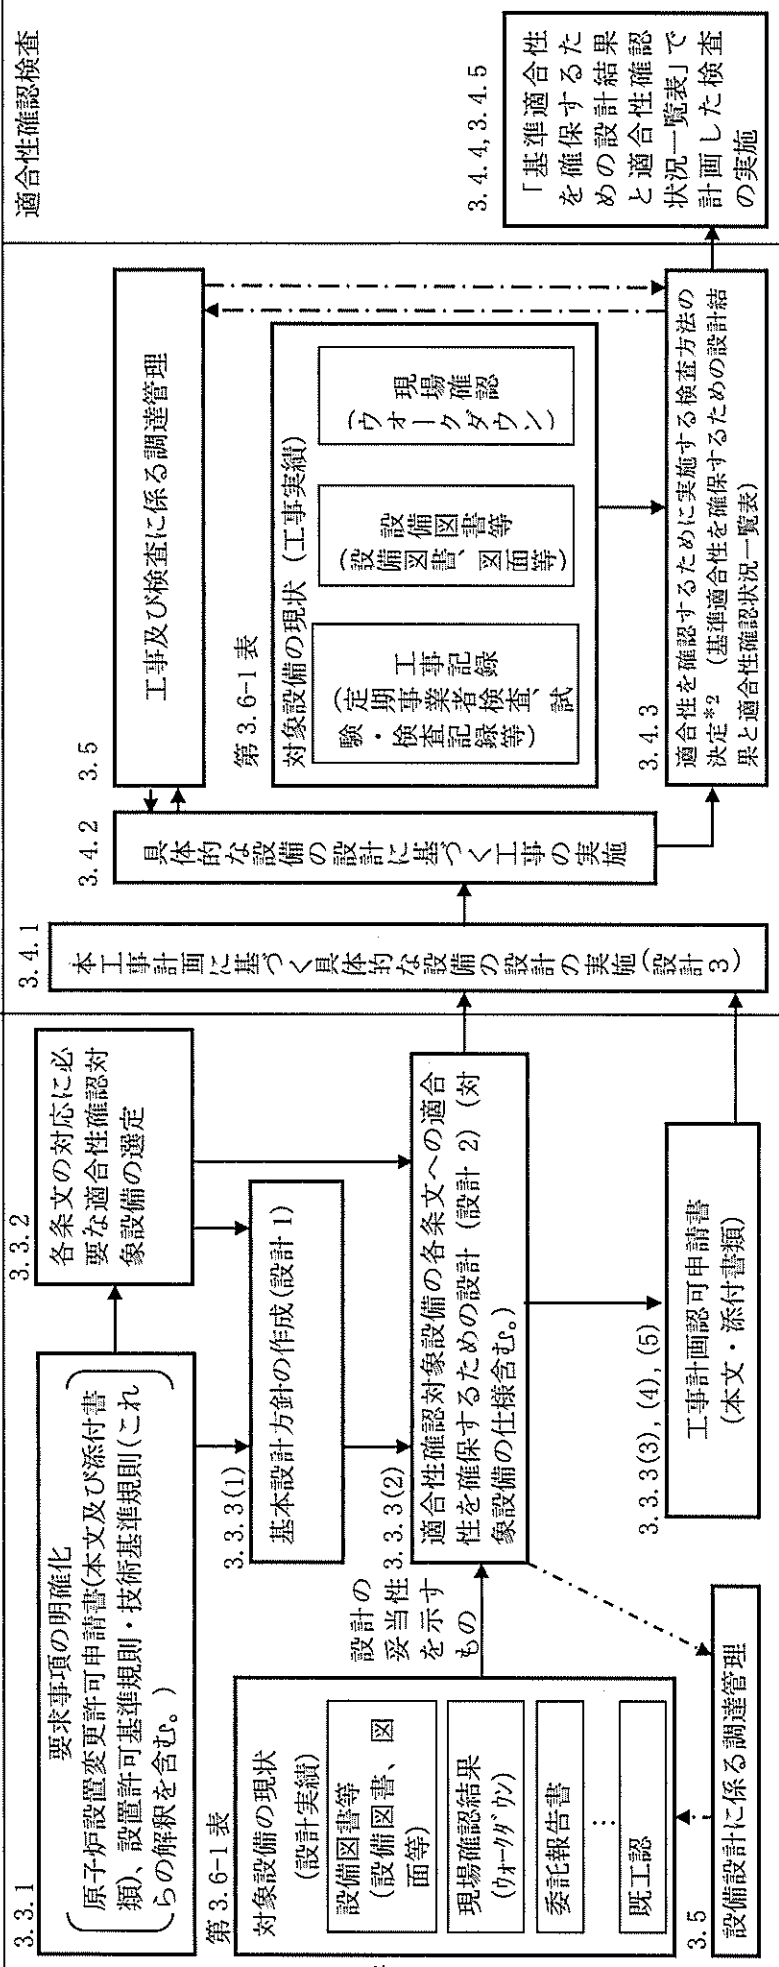 3.3.1
要求事項の明確化
原子炉設置変更許可申請書(本文及び添付書
類)、設置許可基準規則・技術基準規則(これ
らの解釈を含む。)
3.3.2
各条文の対応に必
要な適合性確認対
象設備の選定
第3.6-1表
対象設備の現状
(設計実績)
設備図書等
(設備図書、図
面等)
現場確認結果
(ウォークダウン)
委託報告書
…
既工認
3.5
設備設計に係る調達管理
設計の
妥当性
を示す
もの
3.3.3(1)
基本設計方針の作成(設計1)
3.3.3(2)
適合性確認対象設備の各条文への適合
性を確保するための設計(設計2)(対
象設備の仕様含む。)
3.3.3(3),(4),(5)
工事計画認可申請書
(本文・添付書類)
3.4.1
本工事計画に基づく具体的な設備の設計の実施(設計3)
3.4.2
具体的な設備の設計に基づく工事の実施
3.5
工事及び検査に係る調達管理
第3.6-1表
対象設備の現状(工事実績)
工事記録
(定期事業者検査、試
験・検査記録等)
設備図書等
(設備図書、図面等)
現場確認
(ウォークダウン)
3.4.3
適合性を確認するために実施する検査方法の
決定*2 (基準適合性を確保するための設計結
果と適合性確認状況一覧表)
適合性確認検査
3.4.4,3.4.5
「基準適合性
を確保するた
めの設計結果
と適合性確認
状況一覧表」で
計画した検査
の実施